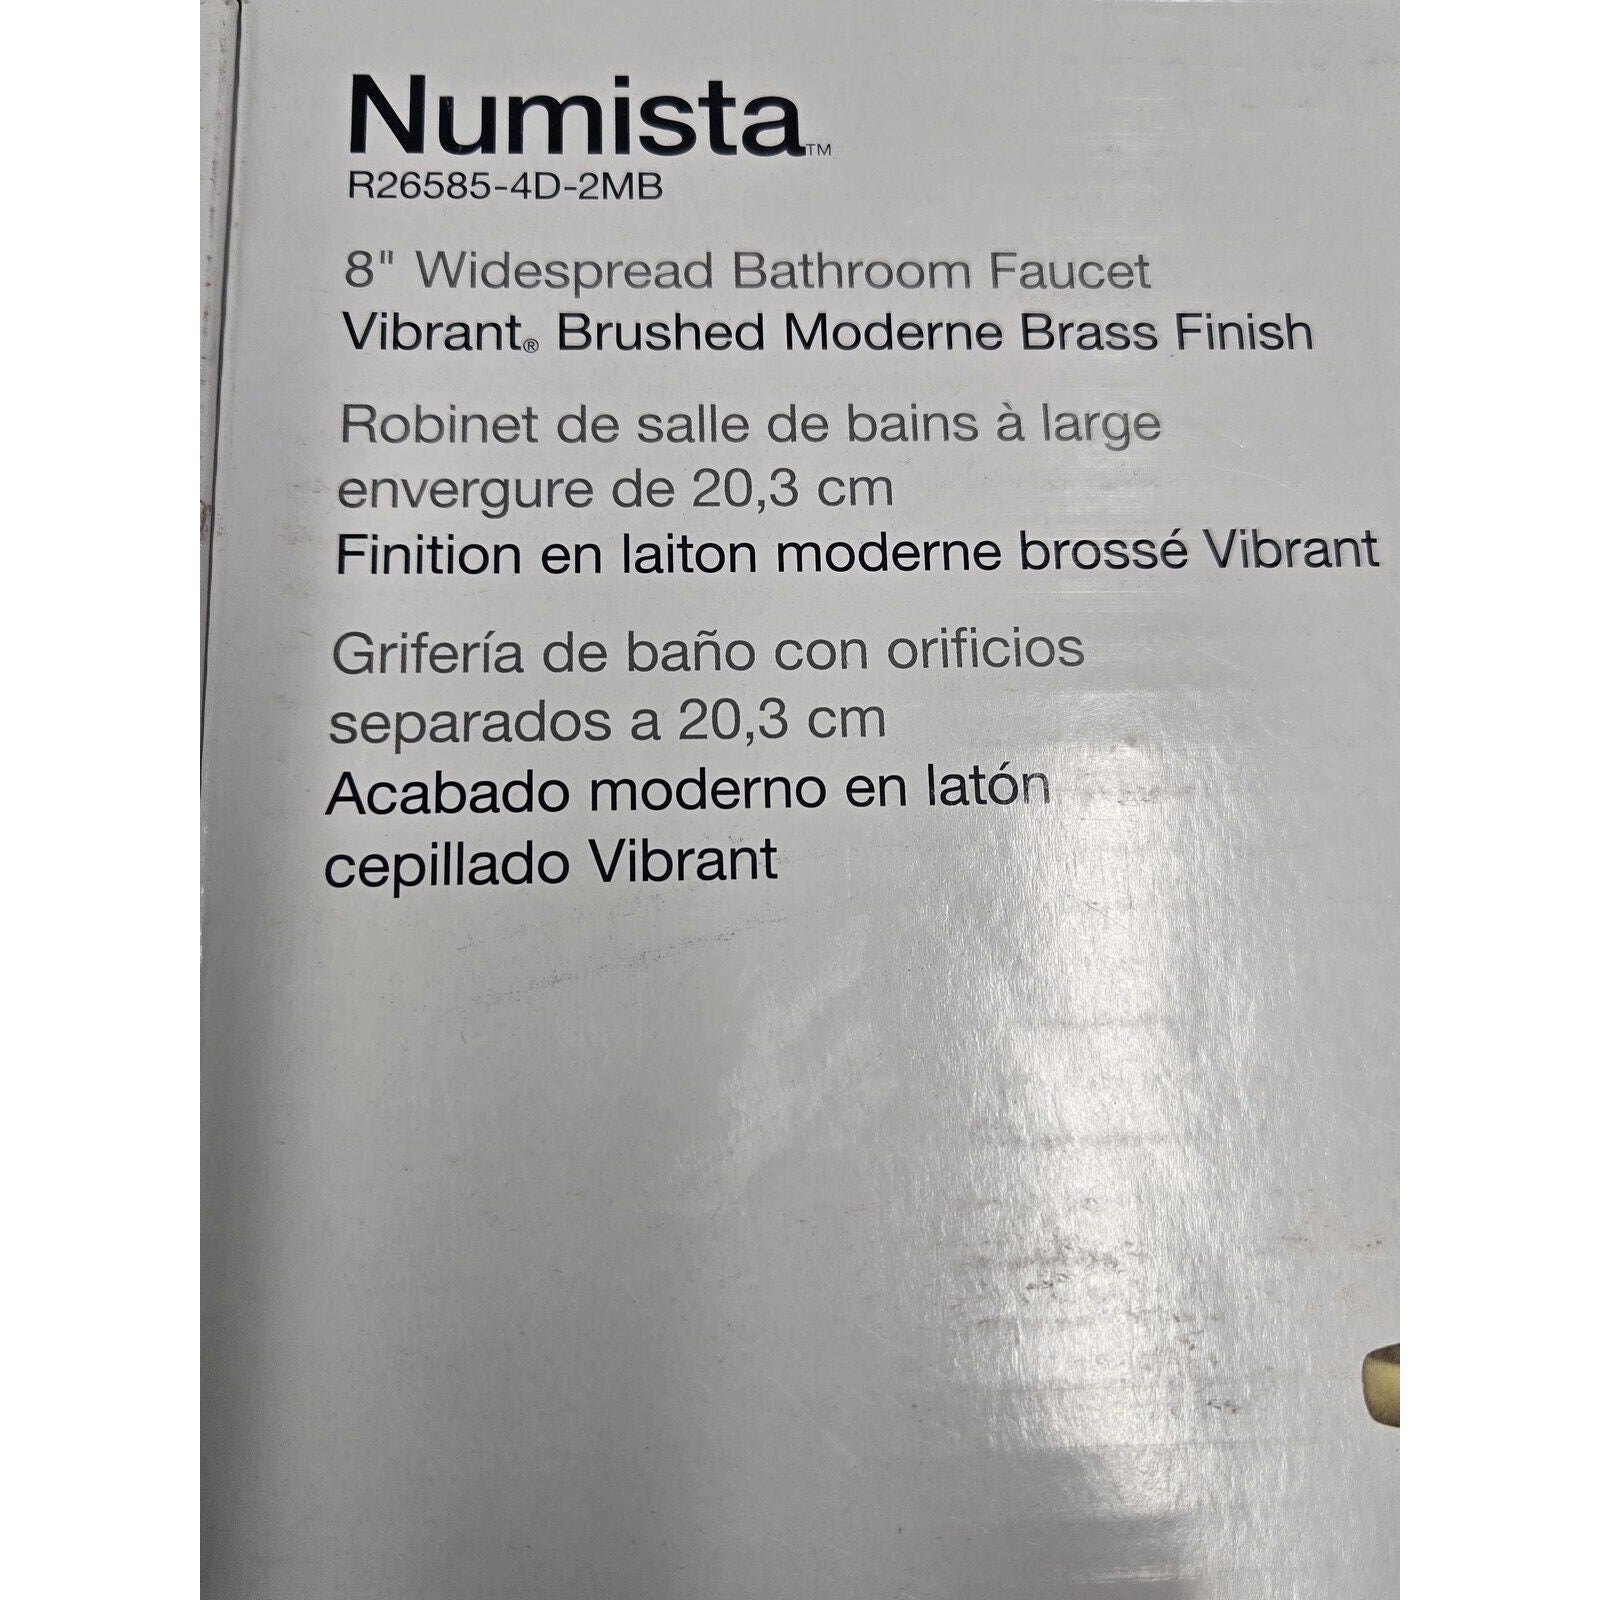 Numista™
R26585-4D-2MB
8" Widespread Bathroom Faucet
Vibrant® Brushed Moderne Brass Finish
Robinet de salle de bains à large
envergure de 20,3 cm
Finition en laiton moderne brossé Vibrant
Grifería de baño con orificios
separados a 20,3 cm
Acabado moderno en latón
cepillado Vibrant